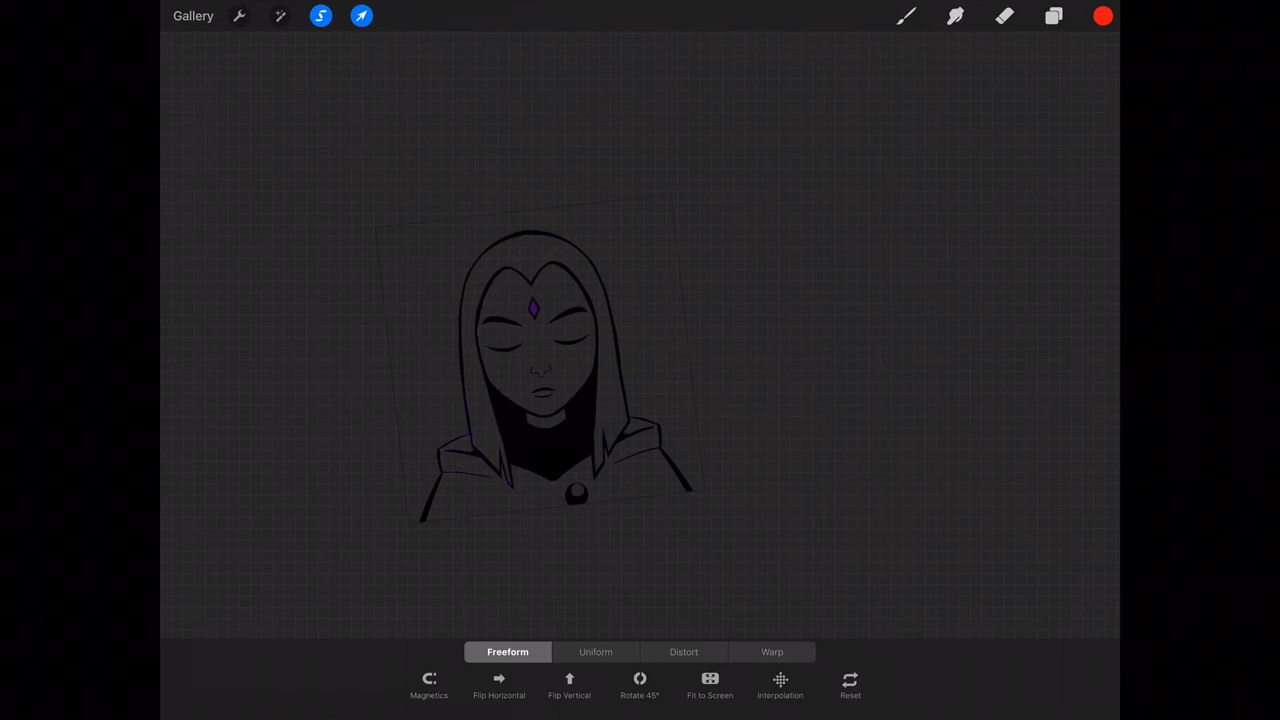 Gallery
Freeform Uniform Distort Warp
Magnetics Flip Horizontal Flip Vertical Rotate 45° Fit to Screen Interpolation Reset